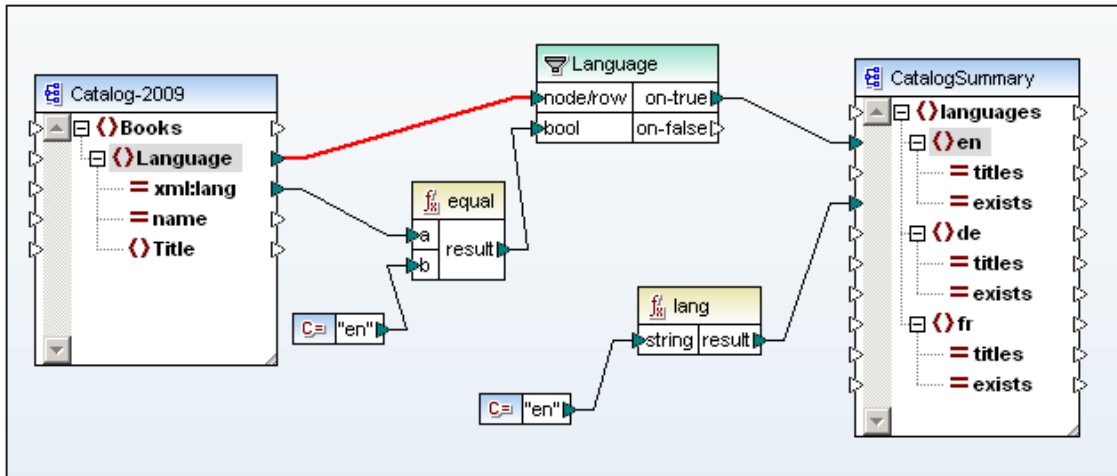 Catalog-2009
Books
Language
xml:lang
name
Title
Language
node/row on-true
bool on-false
equal
a
result
b
C= "en"
lang
string result
C= "en"
CatalogSummary
languages
en
titles
exists
de
titles
exists
fr
titles
exists